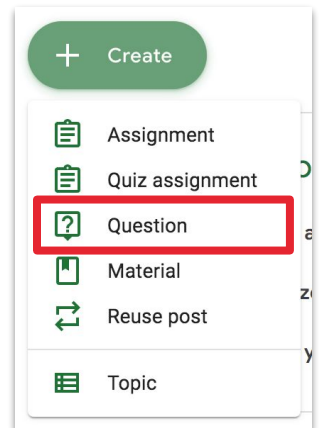 Create
Assignment
Quiz assignment
Question
Material
Reuse post
Topic